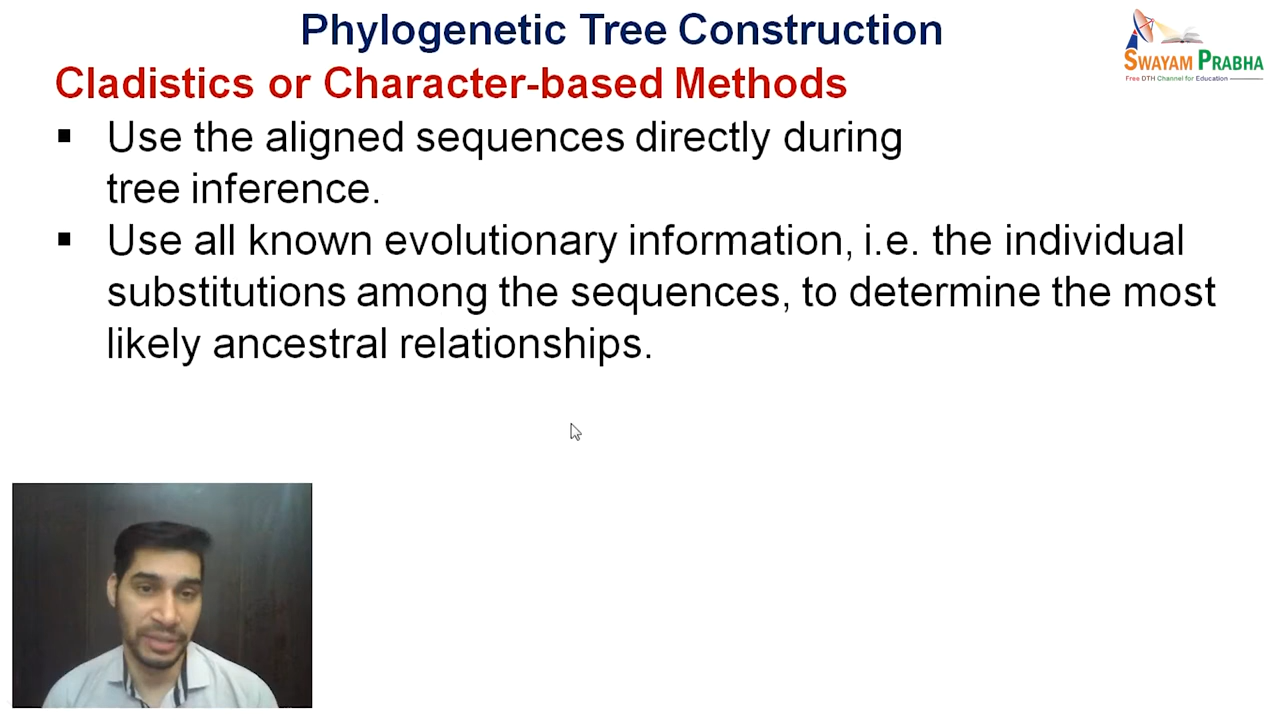 Phylogenetic Tree Construction
SWAYAM PRABHA
Free DTH Channel for Education
Cladistics or Character-based Methods
▪ Use the aligned sequences directly during
tree inference.
▪ Use all known evolutionary information, i.e. the individual
substitutions among the sequences, to determine the most
likely ancestral relationships.